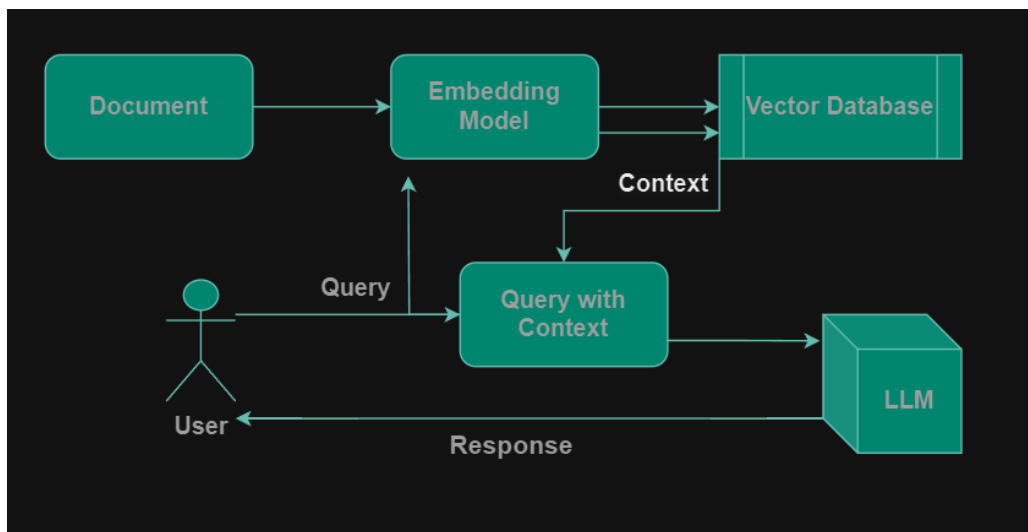 Document
Embedding
Model
Vector Database
Context
Query
Query with
Context
LLM
User
Response